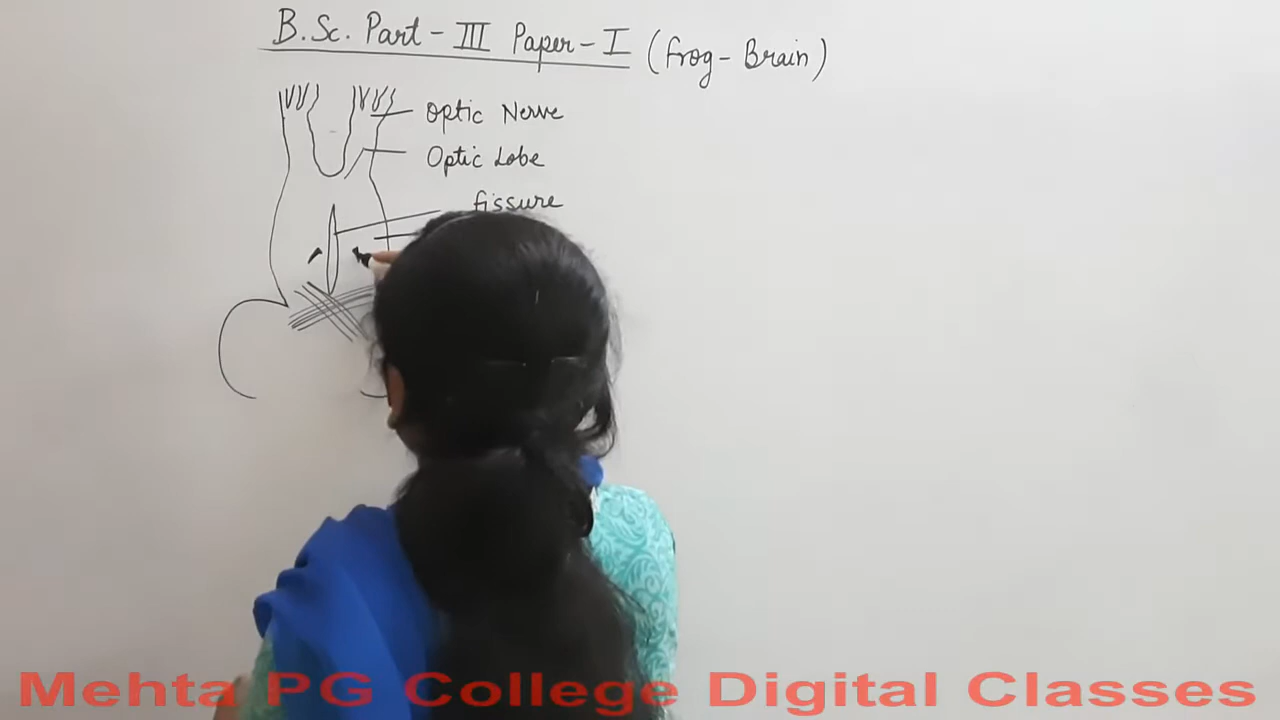 B.Sc. Part - III Paper - I (frog - Brain)
Optic Nerve
Optic Lobe
fissure
Mehta PG College Digital Classes